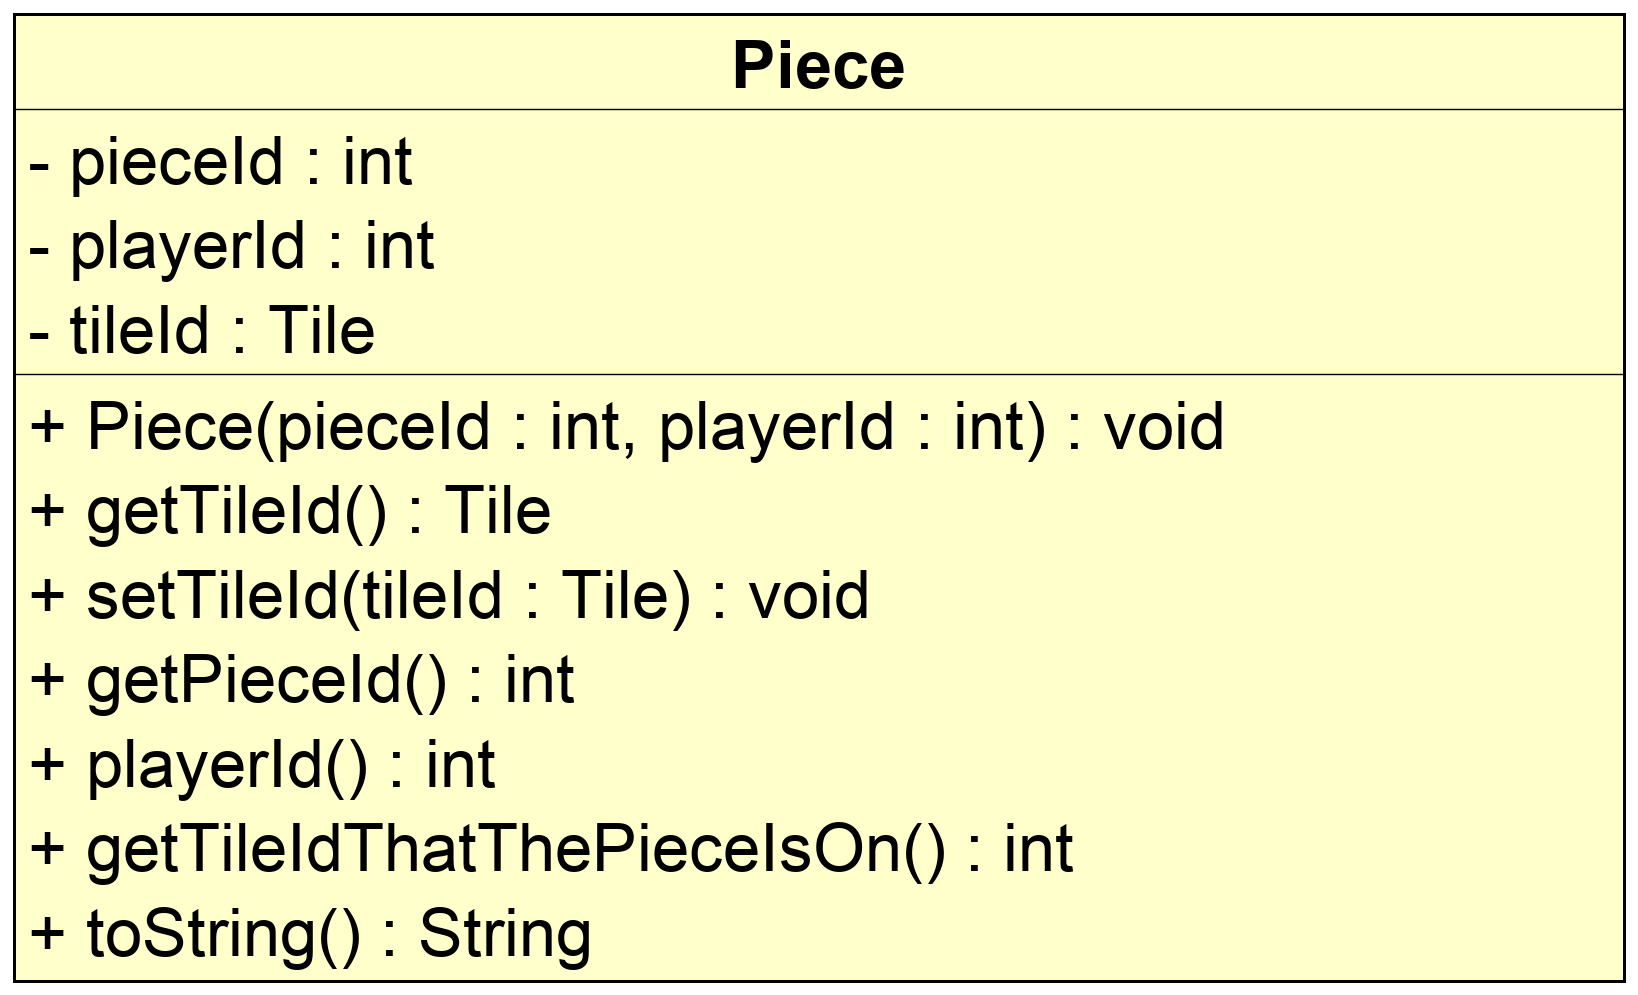 Piece
- pieceId : int
- playerId : int
- tileId : Tile
+ Piece(pieceId : int, playerId : int) : void
+ getTileId() : Tile
+ setTileId(tileId : Tile) : void
+ getPieceId() : int
+ playerId() : int
+ getTileIdThatThePieceIsOn() : int
+ toString() : String